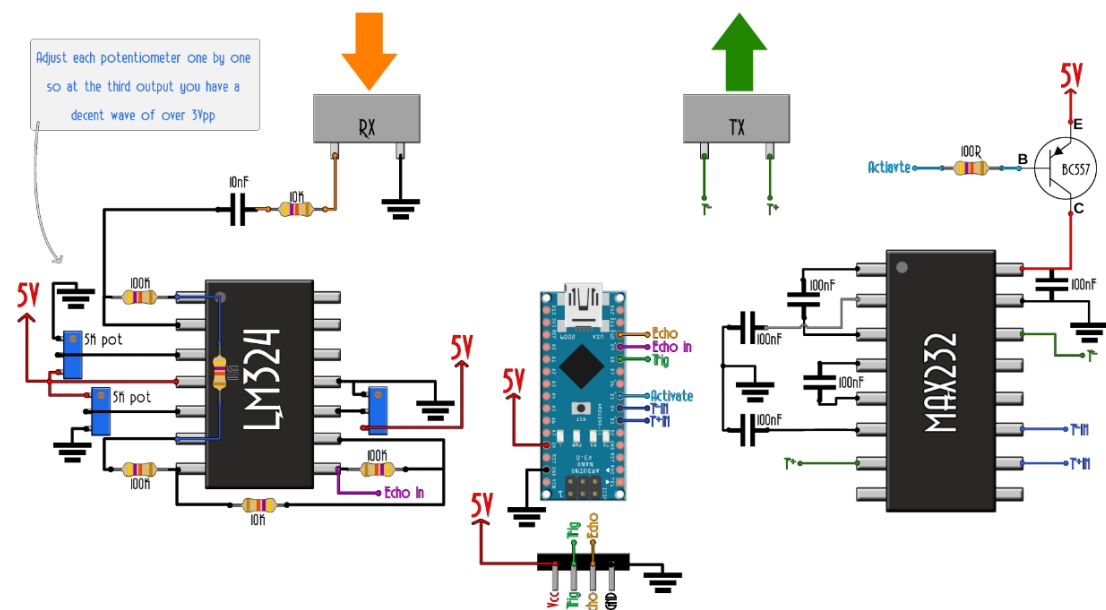 Adjust each potentiometer one by one
so at the third output you have a
decent wave of over 3Vpp
RX
TX
5V
E
100R
B
Actiavte
BC557
C
10nF
10K
T-
T+
100K
5V
5K pot
LM324
5V
5K pot
100K
100K
Echo in
10K
Echo
Echo in
Trig
Activate
T-IN
T+IN
5V
5V
Trig
Echo
Vcc
Trig
Echo
GND
100nF
100nF
100nF
T-
100nF
MAX232
100nF
T-IN
T+
T+IN